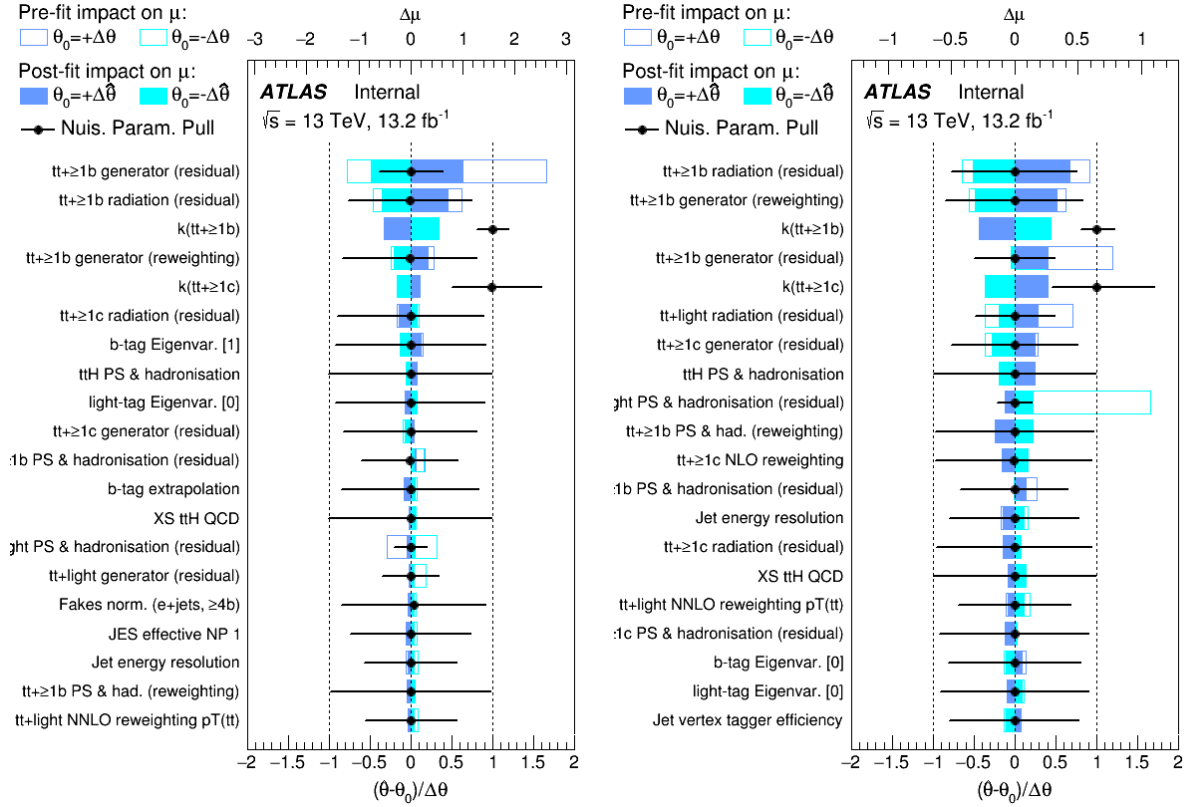 Pre-fit impact on μ:
θ₀=+Δθ θ₀=-Δθ
Post-fit impact on μ:
θ₀=+Δθ̂ θ₀=-Δθ̂
Nuis. Param. Pull
Δμ
−3 −2 −1 0 1 2 3
ATLAS Internal
√s = 13 TeV, 13.2 fb⁻¹
tt+≥1b generator (residual)
tt+≥1b radiation (residual)
k(tt+≥1b)
tt+≥1b generator (reweighting)
k(tt+≥1c)
tt+≥1c radiation (residual)
b-tag Eigenvar. [1]
ttH PS & hadronisation
light-tag Eigenvar. [0]
tt+≥1c generator (residual)
1b PS & hadronisation (residual)
b-tag extrapolation
XS ttH QCD
ght PS & hadronisation (residual)
tt+light generator (residual)
Fakes norm. (e+jets, ≥4b)
JES effective NP 1
Jet energy resolution
tt+≥1b PS & had. (reweighting)
tt+light NNLO reweighting pT(tt)
−2 −1.5 −1 −0.5 0 0.5 1 1.5 2
(θ̂-θ₀)/Δθ
Pre-fit impact on μ:
θ₀=+Δθ θ₀=-Δθ
Post-fit impact on μ:
θ₀=+Δθ̂ θ₀=-Δθ̂
Nuis. Param. Pull
Δμ
−1 −0.5 0 0.5 1
ATLAS Internal
√s = 13 TeV, 13.2 fb⁻¹
tt+≥1b radiation (residual)
tt+≥1b generator (reweighting)
k(tt+≥1b)
tt+≥1b generator (residual)
k(tt+≥1c)
tt+light radiation (residual)
tt+≥1c generator (residual)
ttH PS & hadronisation
ght PS & hadronisation (residual)
tt+≥1b PS & had. (reweighting)
tt+≥1c NLO reweighting
1b PS & hadronisation (residual)
Jet energy resolution
tt+≥1c radiation (residual)
XS ttH QCD
tt+light NNLO reweighting pT(tt)
1c PS & hadronisation (residual)
b-tag Eigenvar. [0]
light-tag Eigenvar. [0]
Jet vertex tagger efficiency
−2 −1.5 −1 −0.5 0 0.5 1 1.5 2
(θ̂-θ₀)/Δθ